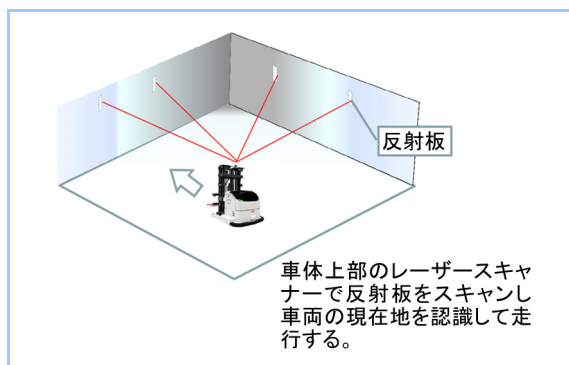 反射板
車体上部のレーザースキャ
ナーで反射板をスキャンし
車両の現在地を認識して走
行する。